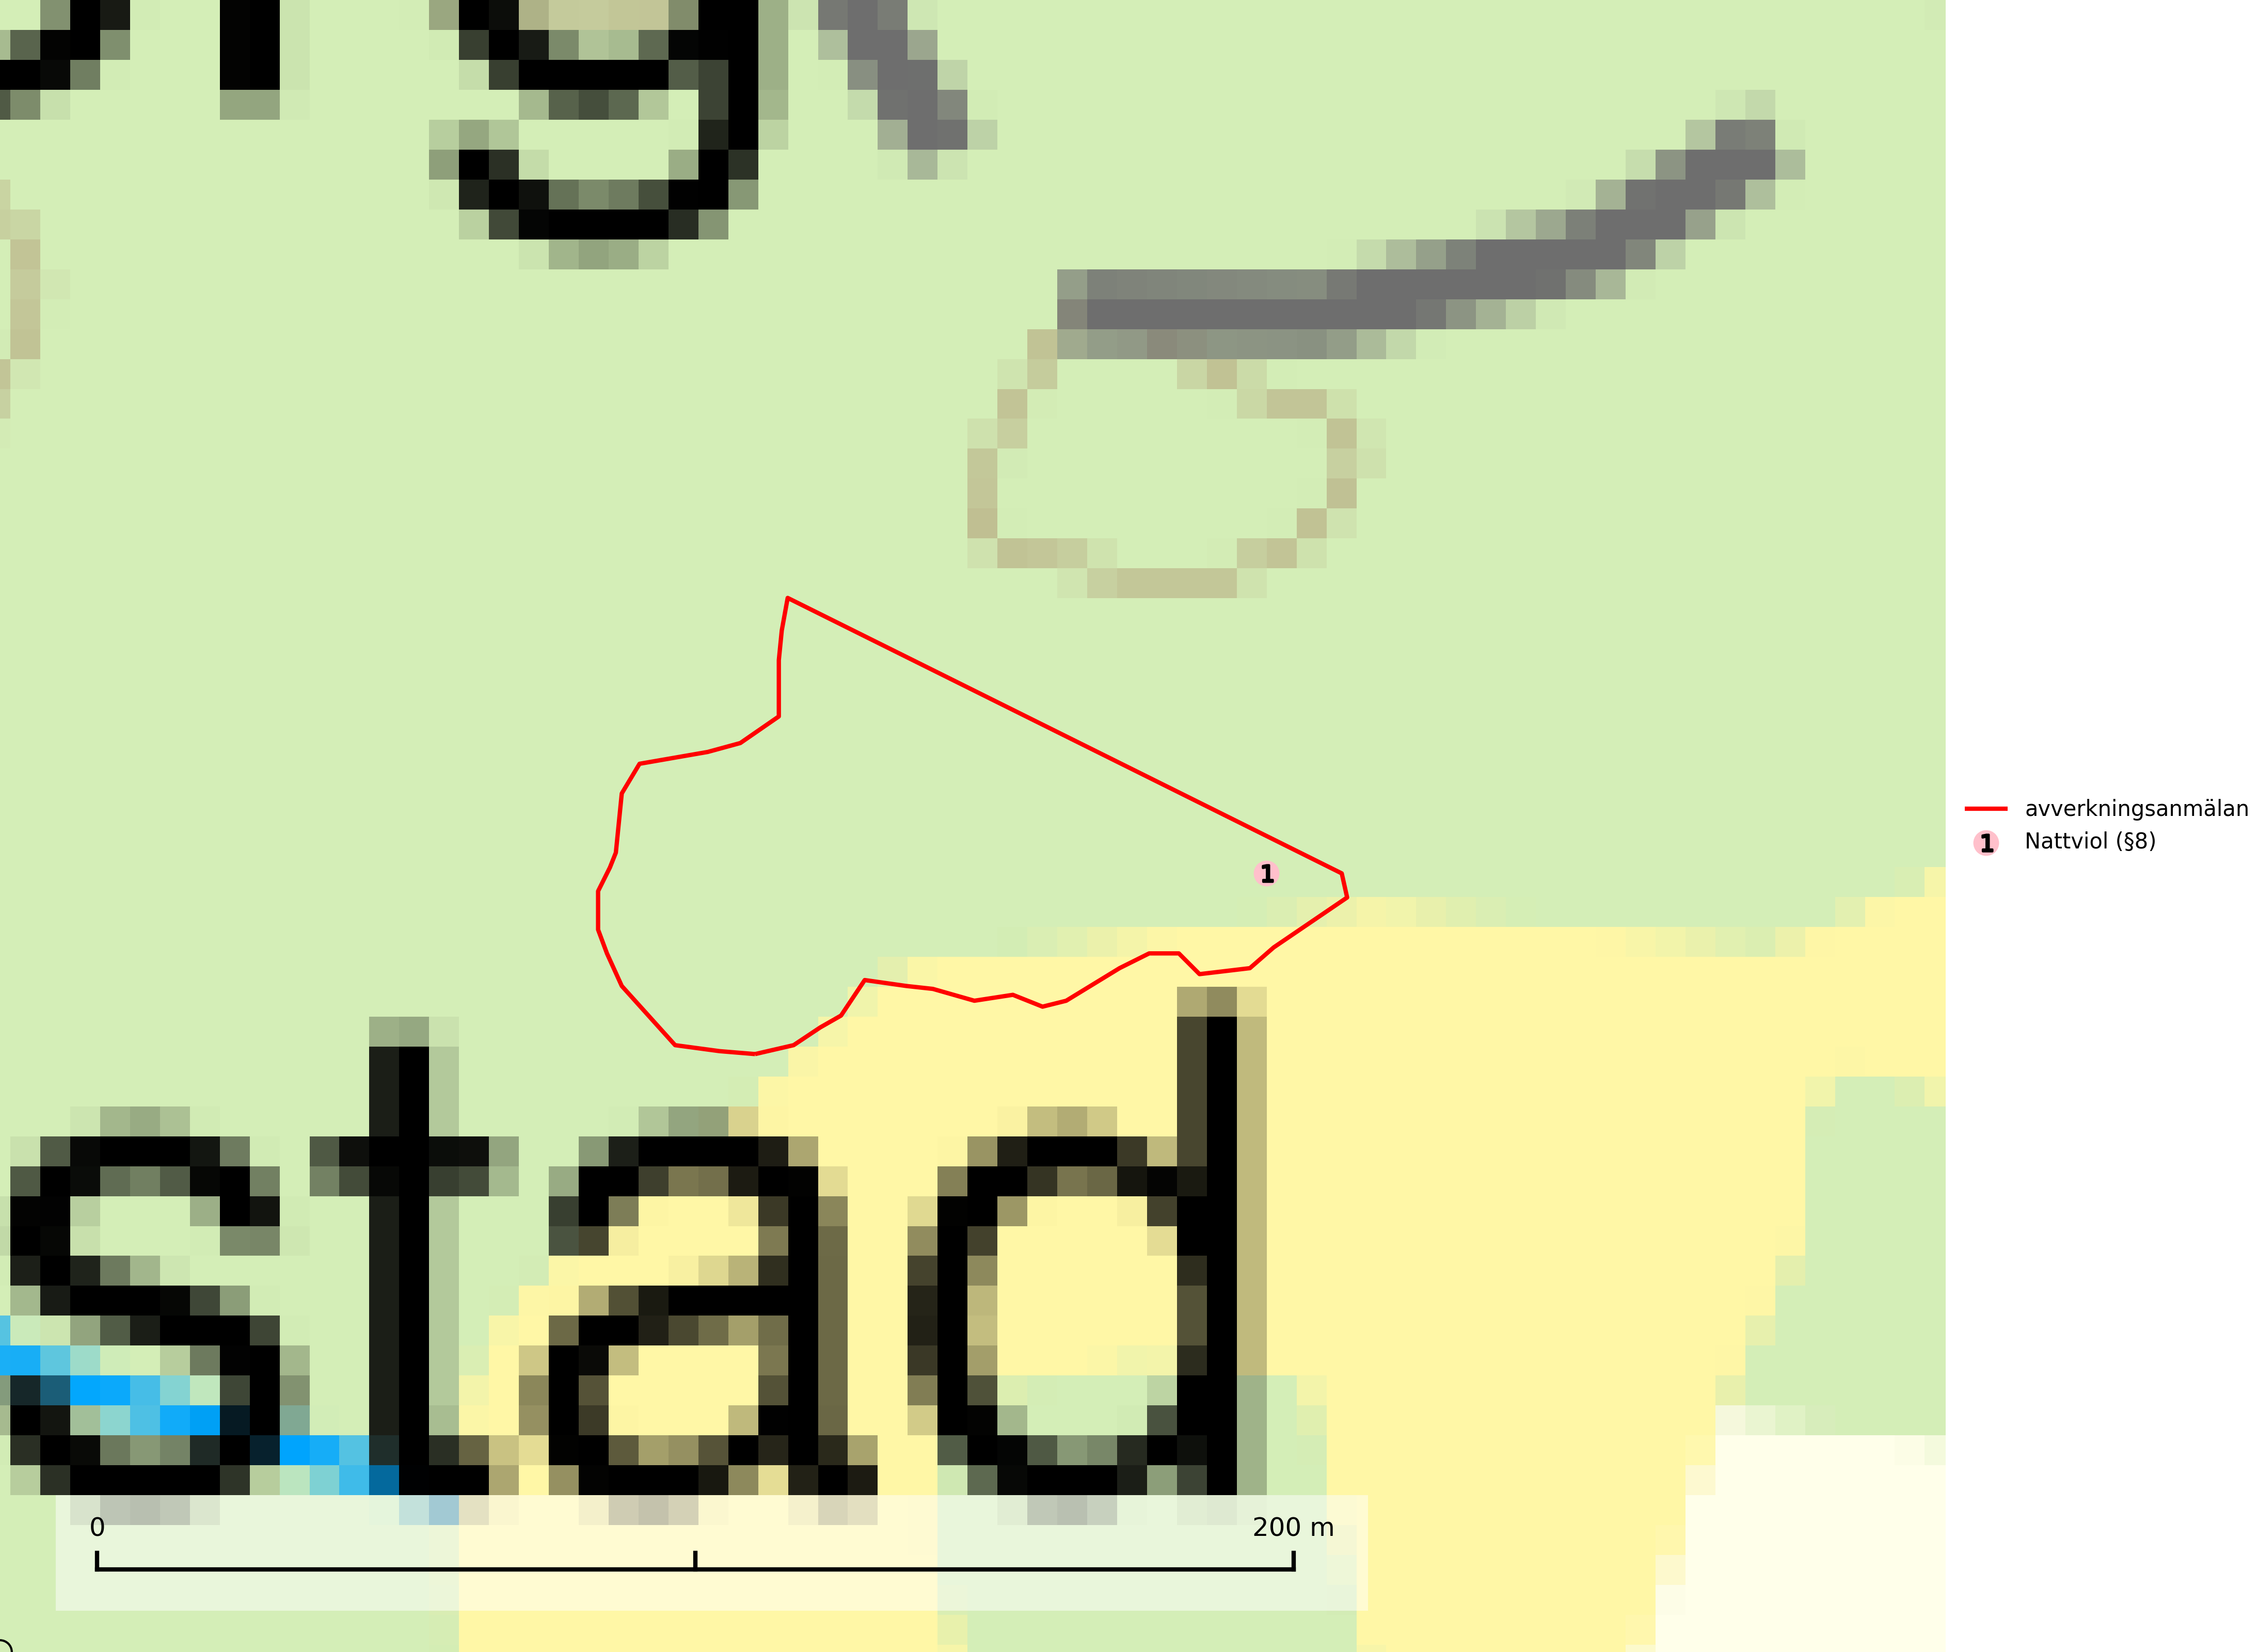 g
avverkningsanmälan
1
1 Nattviol (§8)
stad
0 200 m